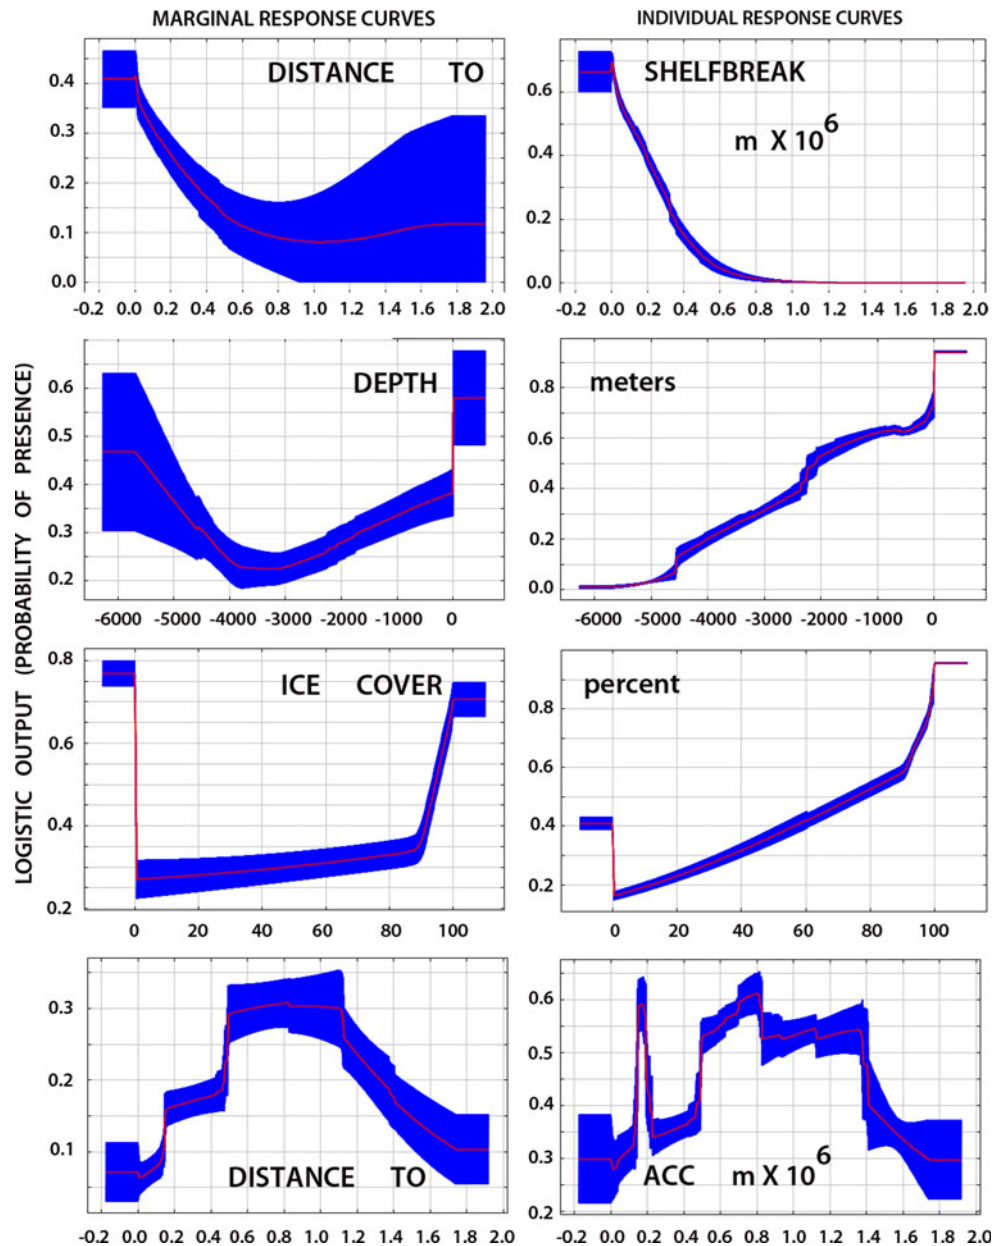 MARGINAL RESPONSE CURVES
INDIVIDUAL RESPONSE CURVES
LOGISTIC OUTPUT (PROBABILITY OF PRESENCE)
0.4
0.3
0.2
0.1
0.0
DISTANCE TO
-0.2 0.0 0.2 0.4 0.6 0.8 1.0 1.2 1.4 1.6 1.8 2.0
0.6
0.4
0.2
0.0
SHELFBREAK
m X 10⁶
-0.2 0.0 0.2 0.4 0.6 0.8 1.0 1.2 1.4 1.6 1.8 2.0
0.6
0.5
0.4
0.3
0.2
DEPTH
-6000 -5000 -4000 -3000 -2000 -1000 0
0.8
0.6
0.4
0.2
0.0
meters
-6000 -5000 -4000 -3000 -2000 -1000 0
0.8
0.6
0.4
0.3
0.2
ICE COVER
0 20 40 60 80 100
0.8
0.6
0.4
0.2
percent
0 20 40 60 80 100
0.3
0.2
0.1
DISTANCE TO
-0.2 0.0 0.2 0.4 0.6 0.8 1.0 1.2 1.4 1.6 1.8 2.0
0.6
0.5
0.4
0.3
0.2
ACC m X 10⁶
-0.2 0.0 0.2 0.4 0.6 0.8 1.0 1.2 1.4 1.6 1.8 2.0